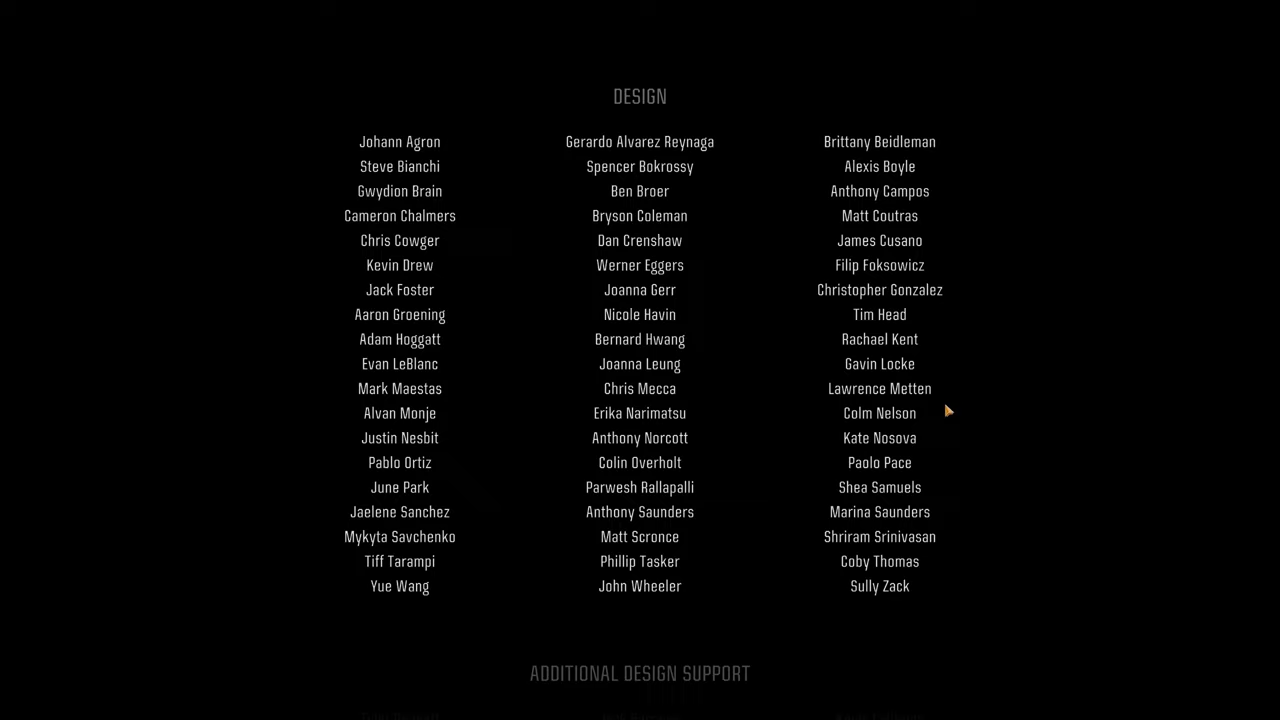 DESIGN
Johann Agron Gerardo Alvarez Reynaga Brittany Beidleman
Steve Bianchi Spencer Bokrossy Alexis Boyle
Gwydion Brain Ben Broer Anthony Campos
Cameron Chalmers Bryson Coleman Matt Coutras
Chris Cowger Dan Crenshaw James Cusano
Kevin Drew Werner Eggers Filip Foksowicz
Jack Foster Joanna Gerr Christopher Gonzalez
Aaron Groening Nicole Havin Tim Head
Adam Hoggatt Bernard Hwang Rachael Kent
Evan LeBlanc Joanna Leung Gavin Locke
Mark Maestas Chris Mecca Lawrence Metten
Alvan Monje Erika Narimatsu Colm Nelson
Justin Nesbit Anthony Norcott Kate Nosova
Pablo Ortiz Colin Overholt Paolo Pace
June Park Parwesh Rallapalli Shea Samuels
Jaelene Sanchez Anthony Saunders Marina Saunders
Mykyta Savchenko Matt Scronce Shriram Srinivasan
Tiff Tarampi Phillip Tasker Coby Thomas
Yue Wang John Wheeler Sully Zack
ADDITIONAL DESIGN SUPPORT